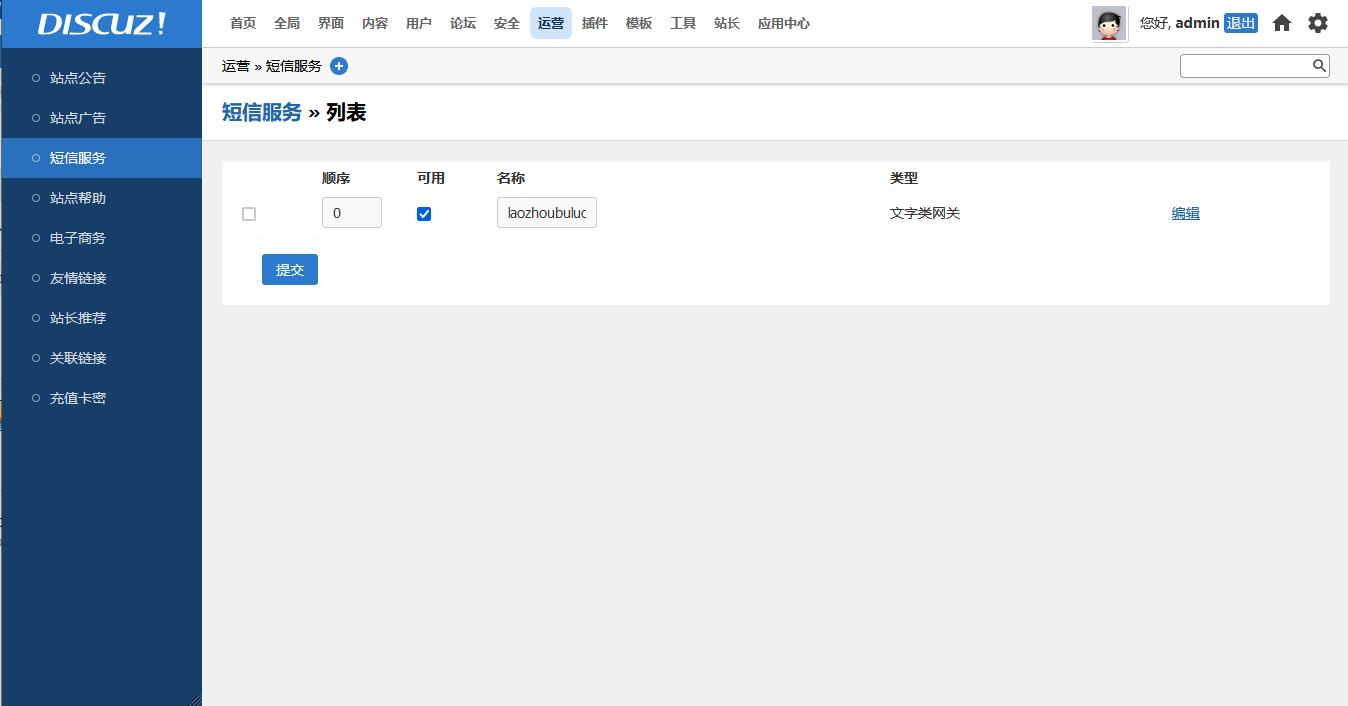 DISCUZ!
首页 全局 界面 内容 用户 论坛 安全 运营 插件 模板 工具 站长 应用中心
您好, admin 退出
站点公告
站点广告
短信服务
站点帮助
电子商务
友情链接
站长推荐
关联链接
充值卡密
运营 » 短信服务
短信服务 » 列表
顺序 可用 名称 类型
0 laozhoubuluo 文字类网关 编辑
提交